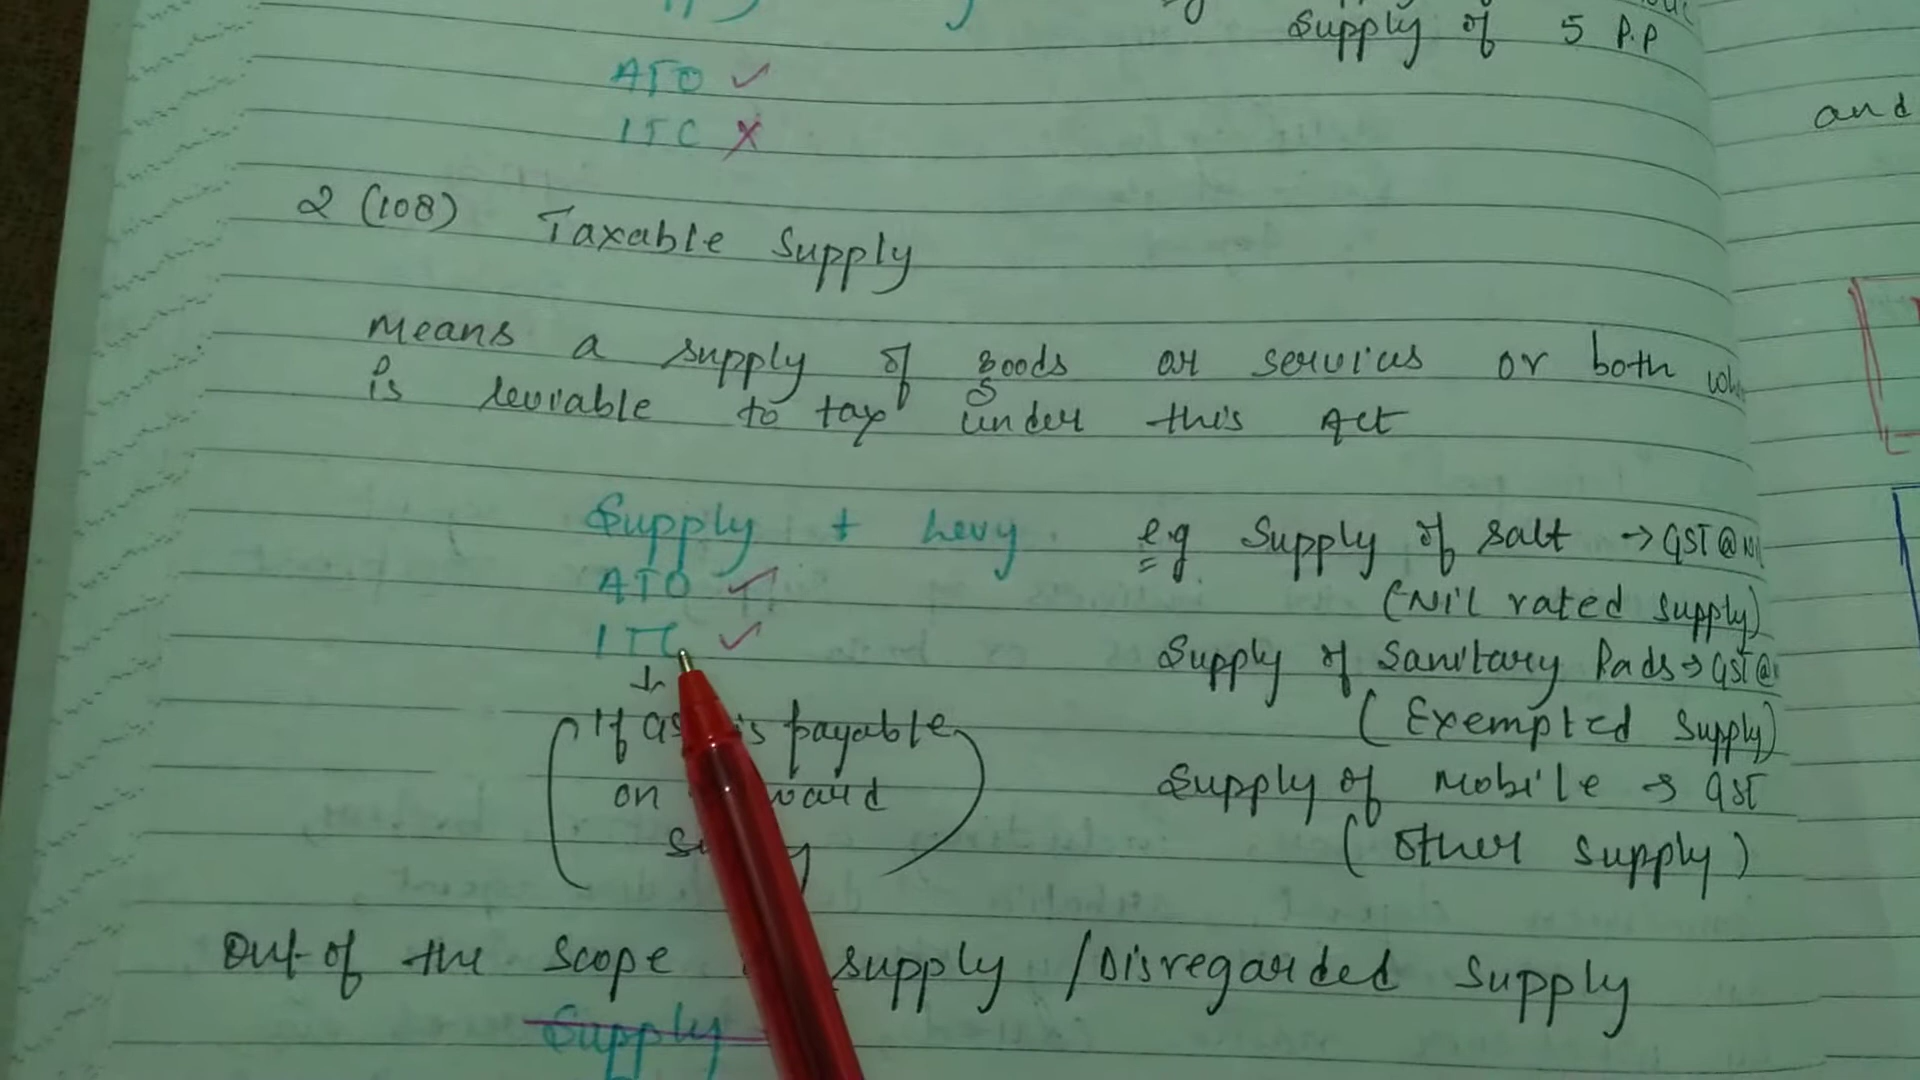 Supply of 5 P.P
ATO ✓
ITC ✗
and
2 (108) Taxable Supply
Means a supply of goods or services or both
is leviable to tax under this Act
Supply + Levy
ATO ✓
ITC ✓
If is payable
on
e.g Supply of salt → GST@
(Nil rated supply)
Supply of Sanitary Pads → GST@
(Exempted Supply)
Supply of Mobile → GST
(other supply)
Out of the scope supply / Disregarded Supply
Supply